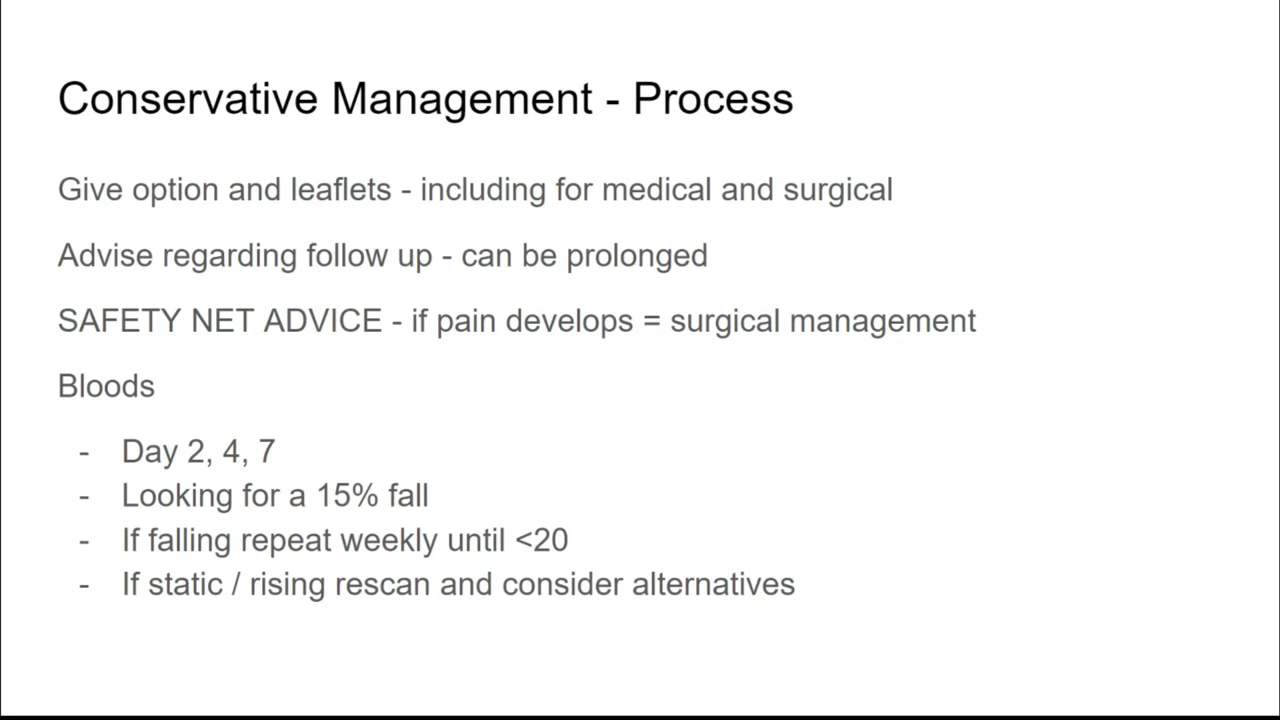 Conservative Management - Process
Give option and leaflets - including for medical and surgical
Advise regarding follow up - can be prolonged
SAFETY NET ADVICE - if pain develops = surgical management
Bloods
- Day 2, 4, 7
- Looking for a 15% fall
- If falling repeat weekly until <20
- If static / rising rescan and consider alternatives